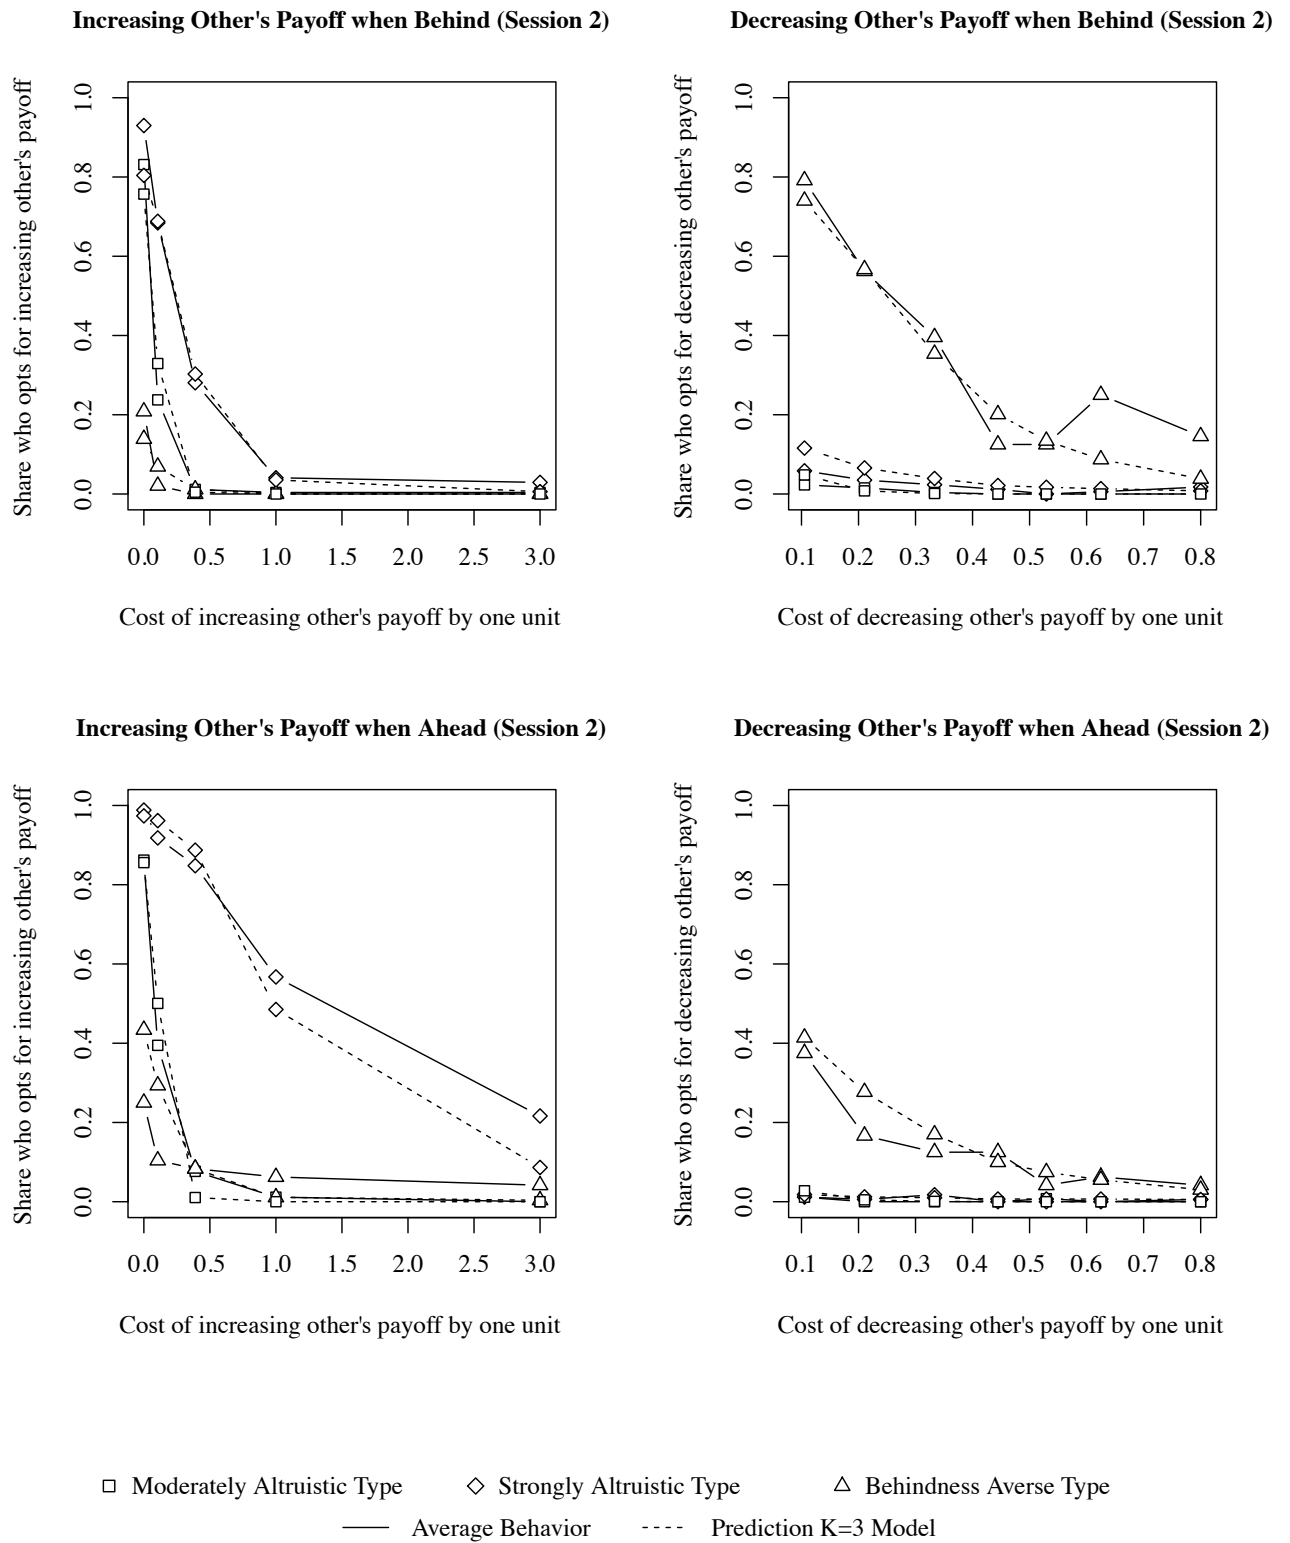 Increasing Other's Payoff when Behind (Session 2)
Share who opts for increasing other's payoff
1.0
0.8
0.6
0.4
0.2
0.0
0.0 0.5 1.0 1.5 2.0 2.5 3.0
Cost of increasing other's payoff by one unit
Decreasing Other's Payoff when Behind (Session 2)
Share who opts for decreasing other's payoff
1.0
0.8
0.6
0.4
0.2
0.0
0.1 0.2 0.3 0.4 0.5 0.6 0.7 0.8
Cost of decreasing other's payoff by one unit
Increasing Other's Payoff when Ahead (Session 2)
Share who opts for increasing other's payoff
1.0
0.8
0.6
0.4
0.2
0.0
0.0 0.5 1.0 1.5 2.0 2.5 3.0
Cost of increasing other's payoff by one unit
Decreasing Other's Payoff when Ahead (Session 2)
Share who opts for decreasing other's payoff
1.0
0.8
0.6
0.4
0.2
0.0
0.1 0.2 0.3 0.4 0.5 0.6 0.7 0.8
Cost of decreasing other's payoff by one unit
Moderately Altruistic Type Strongly Altruistic Type Behindness Averse Type
Average Behavior Prediction K=3 Model